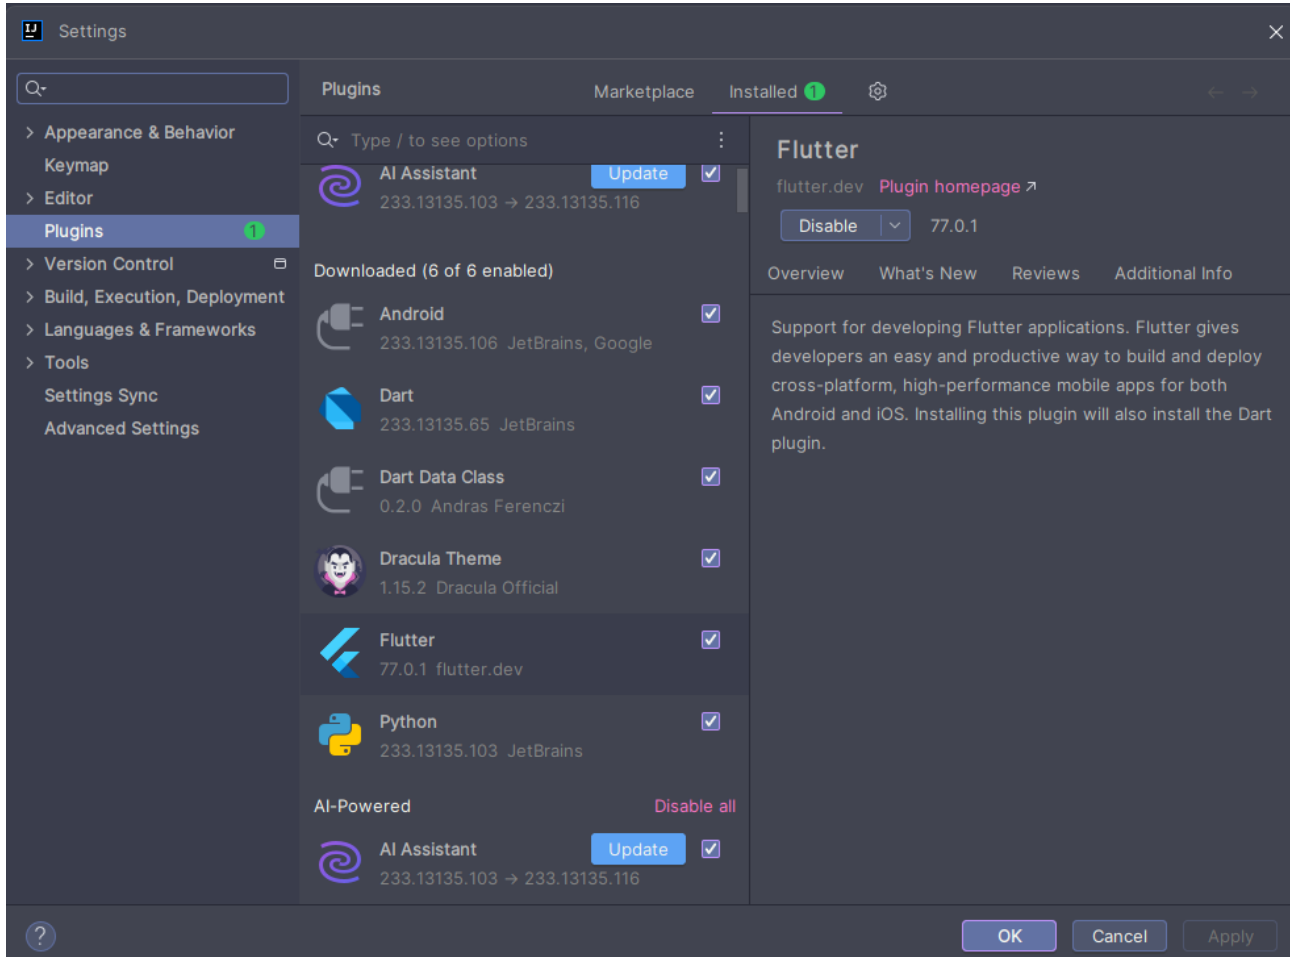 IJ
Settings
Appearance & Behavior
Keymap
Editor
Plugins 1
Version Control
Build, Execution, Deployment
Languages & Frameworks
Tools
Settings Sync
Advanced Settings
Plugins
Marketplace
Installed 1
Type / to see options
AI Assistant Update
233.13135.103 → 233.13135.116
Downloaded (6 of 6 enabled)
Android
233.13135.106 JetBrains, Google
Dart
233.13135.65 JetBrains
Dart Data Class
0.2.0 Andras Ferenczi
Dracula Theme
1.15.2 Dracula Official
Flutter
77.0.1 flutter.dev
Python
233.13135.103 JetBrains
AI-Powered Disable all
AI Assistant Update
233.13135.103 → 233.13135.116
Flutter
flutter.dev Plugin homepage ↗
Disable 77.0.1
Overview What's New Reviews Additional Info
Support for developing Flutter applications. Flutter gives
developers an easy and productive way to build and deploy
cross-platform, high-performance mobile apps for both
Android and iOS. Installing this plugin will also install the Dart
plugin.
?
OK Cancel Apply